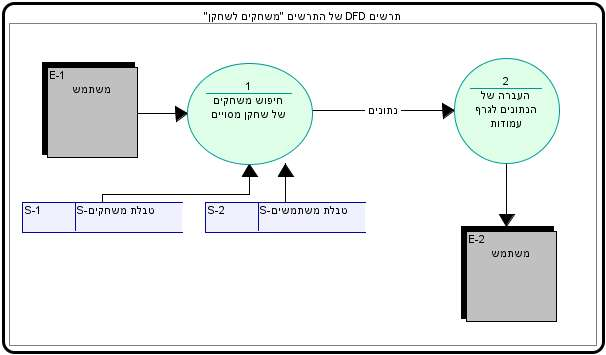 תרשים DFD של התרשים "משחקים לשחקן"
E-1
משתמש
1
חיפוש משחקים
של שחקן מסויים
נתונים
2
העברה של
הנתונים לגרף
עמודות
S-1
טבלת משחקים-S
S-2
טבלת משתמשים-S
E-2
משתמש